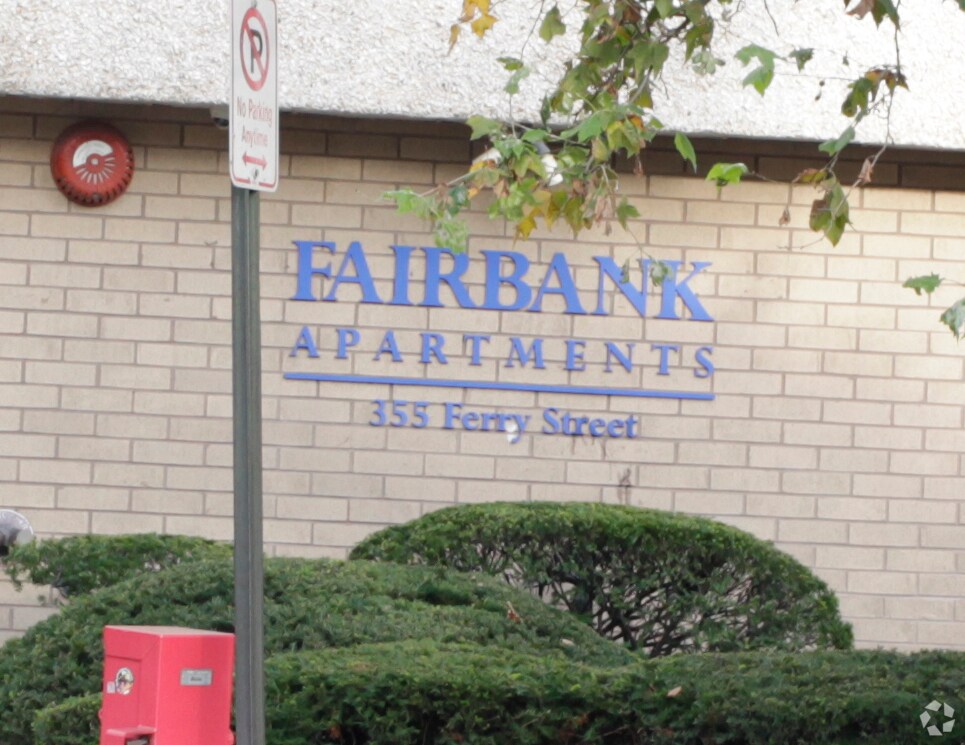 P
No Parking
Anytime
FAIRBANK
APARTMENTS
355 Ferry Street